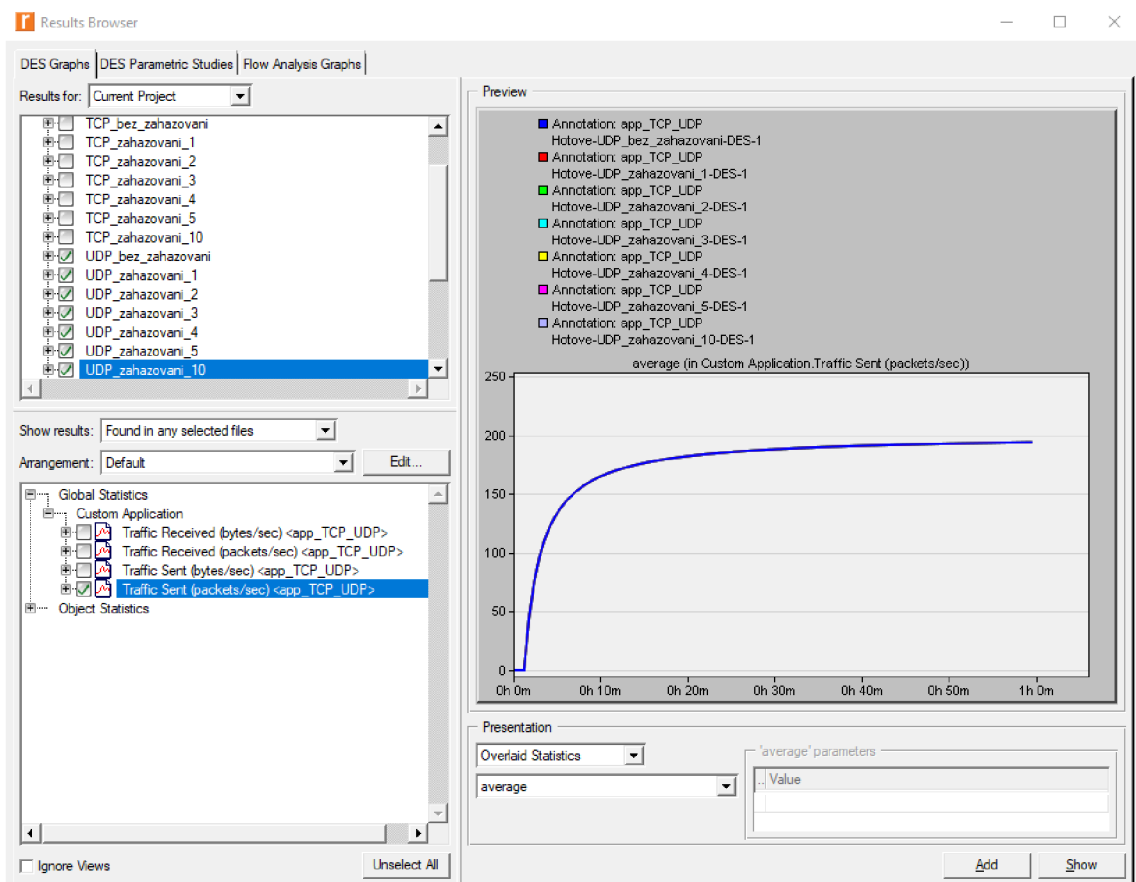 Results Browser
DES Graphs DES Parametric Studies Flow Analysis Graphs
Results for: Current Project
TCP_bez_zahazovani
TCP_zahazovani_1
TCP_zahazovani_2
TCP_zahazovani_3
TCP_zahazovani_4
TCP_zahazovani_5
TCP_zahazovani_10
UDP_bez_zahazovani
UDP_zahazovani_1
UDP_zahazovani_2
UDP_zahazovani_3
UDP_zahazovani_4
UDP_zahazovani_5
UDP_zahazovani_10
Show results: Found in any selected files
Arrangement: Default Edit...
Global Statistics
Custom Application
Traffic Received (bytes/sec) <app_TCP_UDP>
Traffic Received (packets/sec) <app_TCP_UDP>
Traffic Sent (bytes/sec) <app_TCP_UDP>
Traffic Sent (packets/sec) <app_TCP_UDP>
Object Statistics
Ignore Views Unselect All
Preview
Annotation: app_TCP_UDP
Hotove-UDP_bez_zahazovani-DES-1
Annotation: app_TCP_UDP
Hotove-UDP_zahazovani_1-DES-1
Annotation: app_TCP_UDP
Hotove-UDP_zahazovani_2-DES-1
Annotation: app_TCP_UDP
Hotove-UDP_zahazovani_3-DES-1
Annotation: app_TCP_UDP
Hotove-UDP_zahazovani_4-DES-1
Annotation: app_TCP_UDP
Hotove-UDP_zahazovani_5-DES-1
Annotation: app_TCP_UDP
Hotove-UDP_zahazovani_10-DES-1
average (in Custom Application.Traffic Sent (packets/sec))
250
200
150
100
50
0
0h 0m 0h 10m 0h 20m 0h 30m 0h 40m 0h 50m 1h 0m
Presentation
Overlaid Statistics
average
'average' parameters
.. Value
Add Show